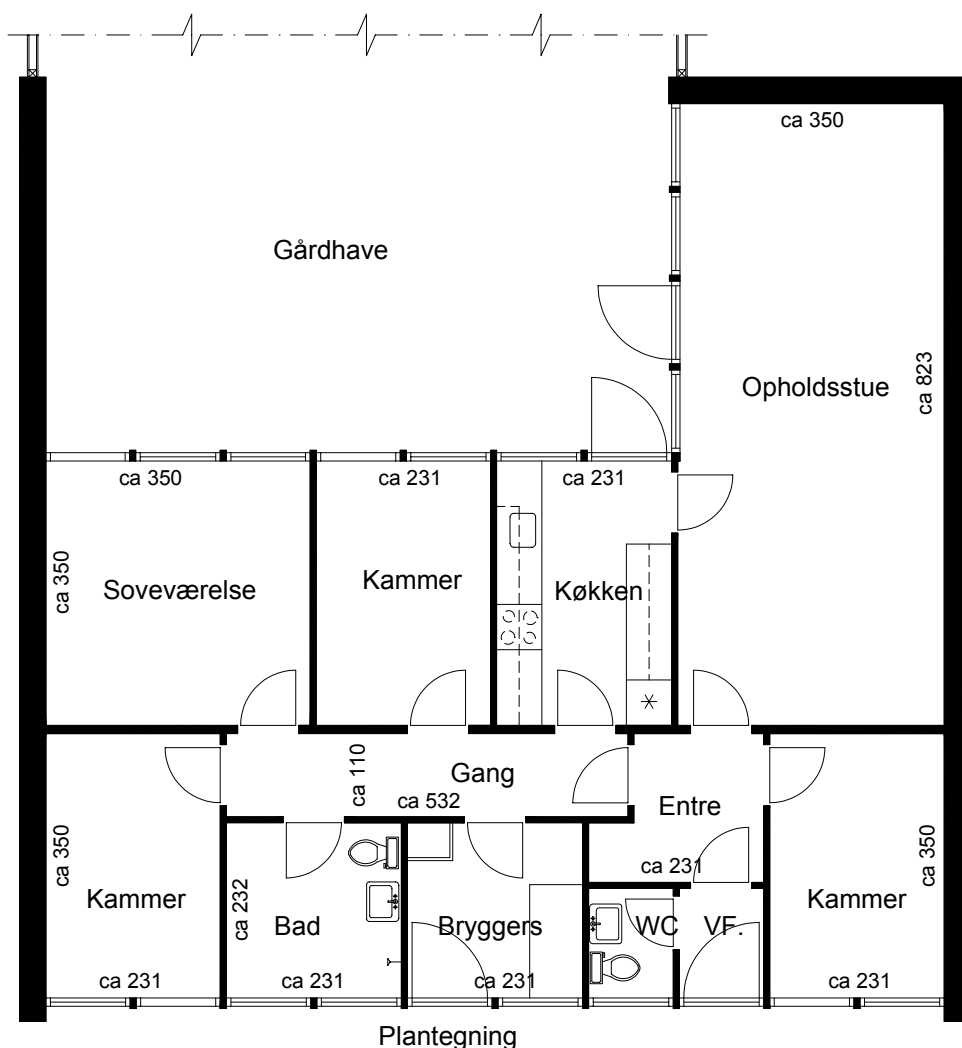 ca 350
Gårdhave
Opholdsstue
ca 823
ca 350
ca 231
ca 231
ca 350
Soveværelse
Kammer
Køkken
Gang
ca 110
ca 532
Entre
ca 231
ca 350
Kammer
ca 231
ca 232
Bad
ca 231
Bryggers
ca 231
WC
VF.
ca 350
Kammer
ca 231
Plantegning